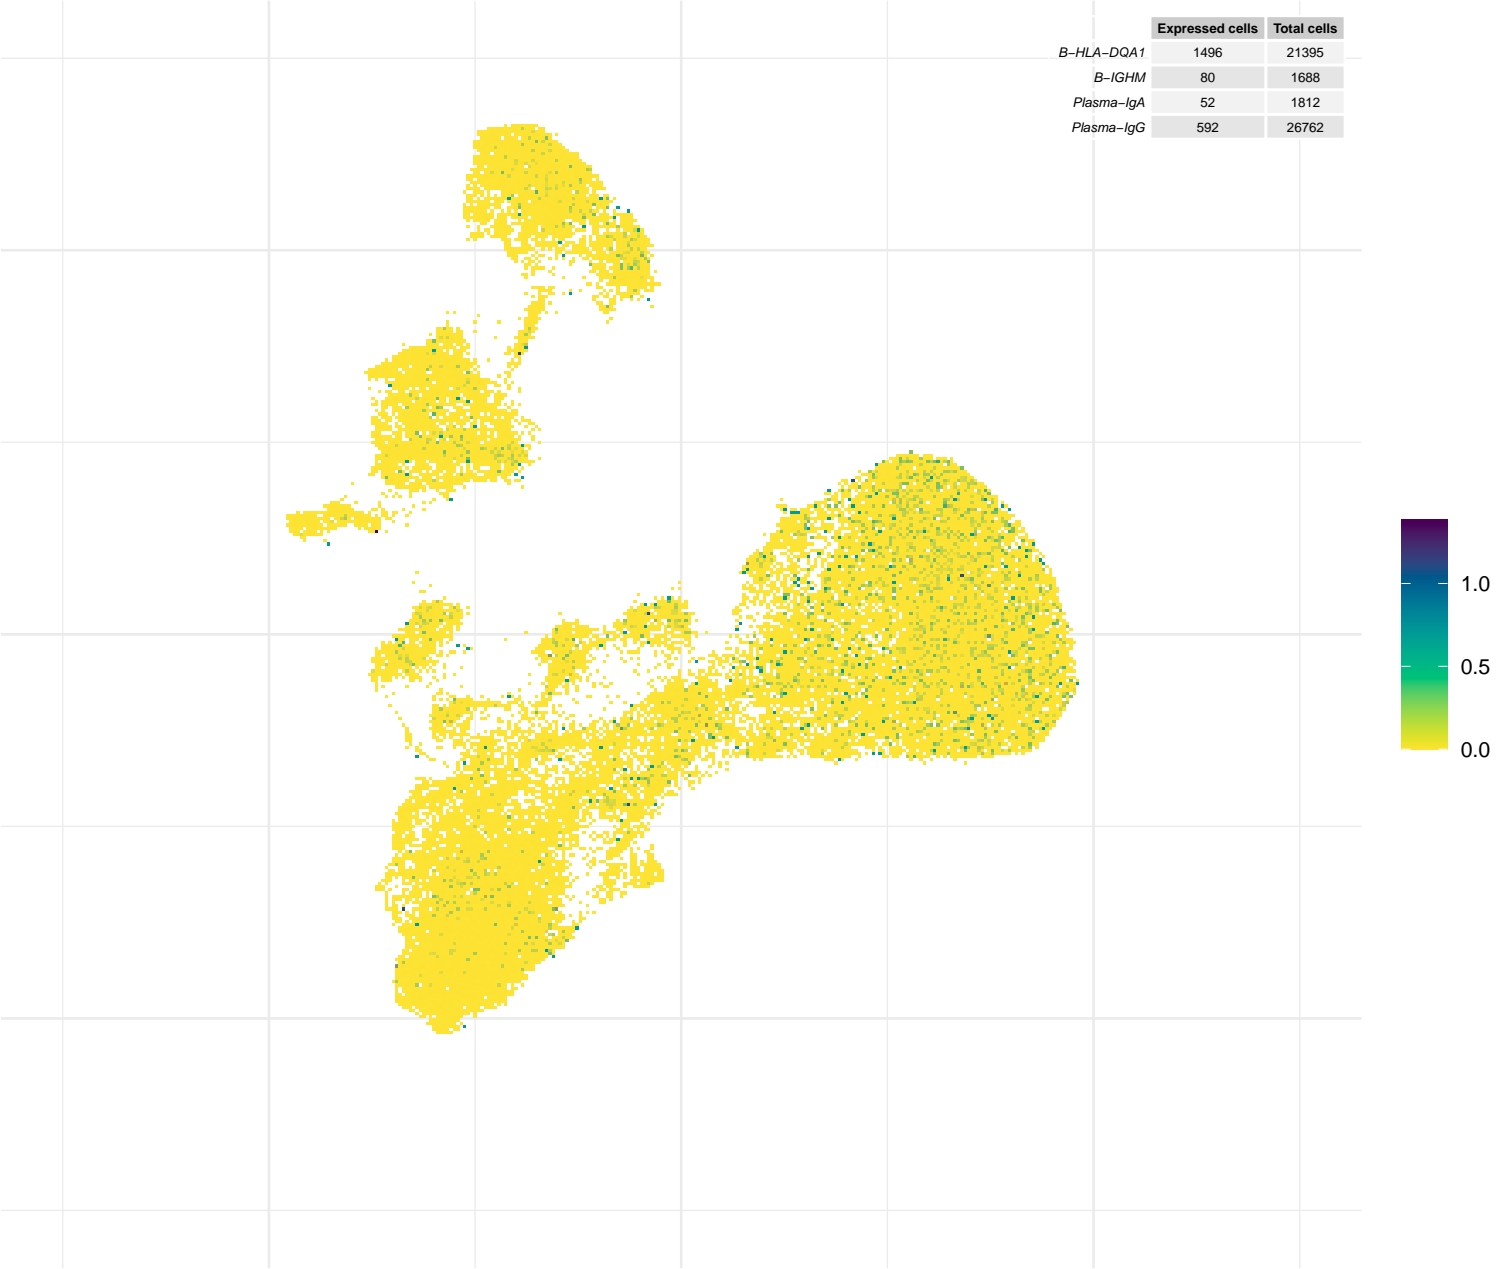 Expressed cells Total cells
B−HLA−DQA1 1496 21395
B−IGHM 80 1688
Plasma−IgA 52 1812
Plasma−IgG 592 26762
1.0
0.5
0.0